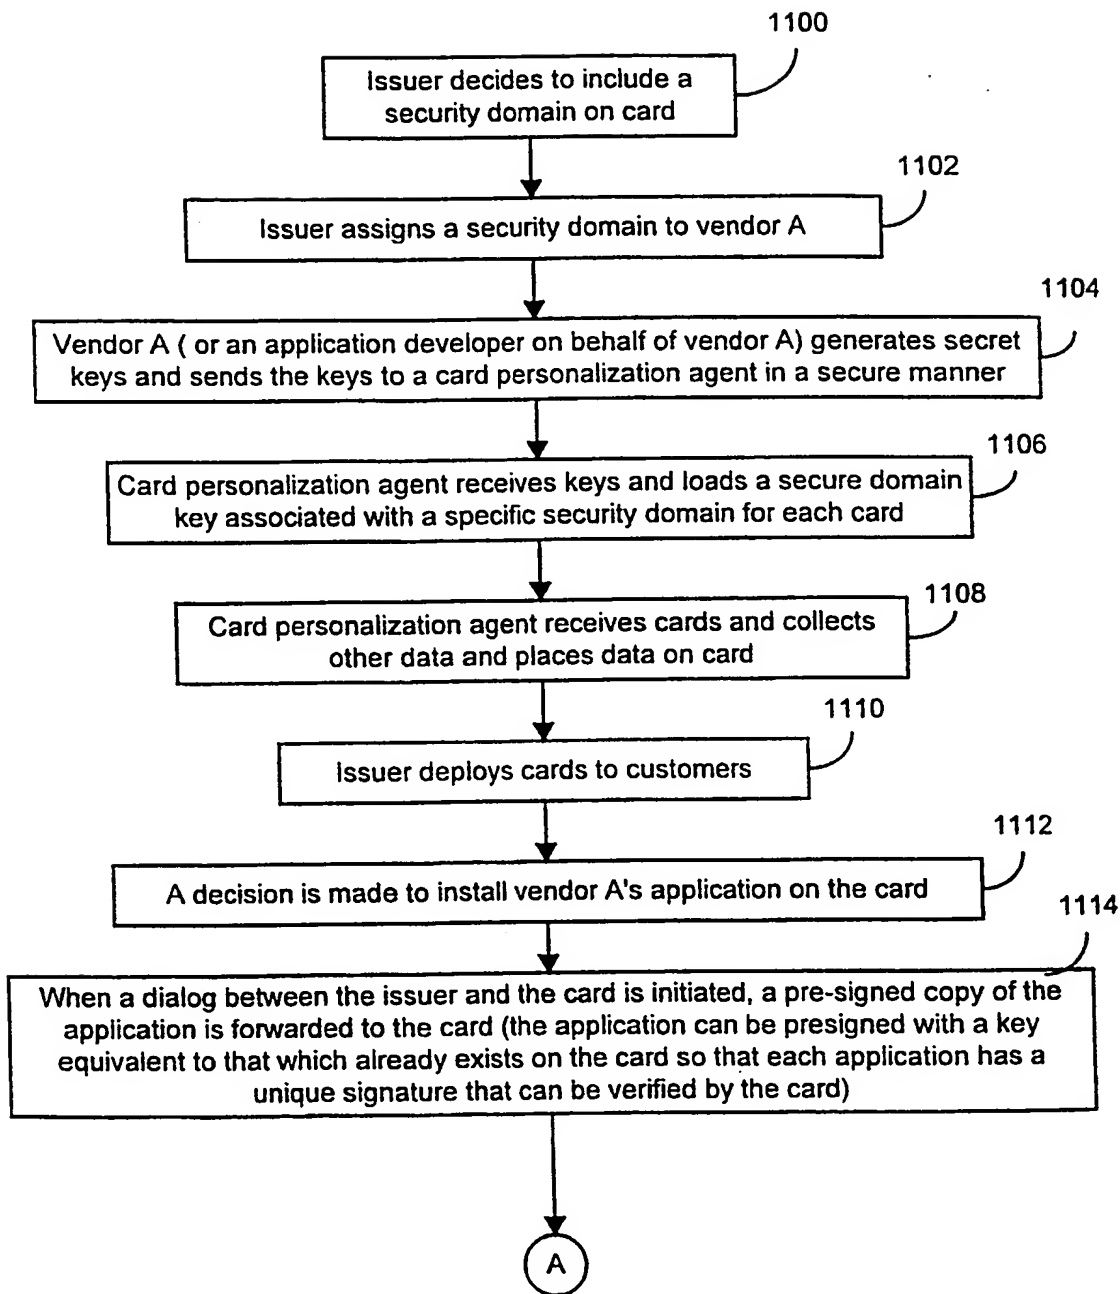 1100
Issuer decides to include a
security domain on card
1102
Issuer assigns a security domain to vendor A
1104
Vendor A ( or an application developer on behalf of vendor A) generates secret
keys and sends the keys to a card personalization agent in a secure manner
1106
Card personalization agent receives keys and loads a secure domain
key associated with a specific security domain for each card
1108
Card personalization agent receives cards and collects
other data and places data on card
1110
Issuer deploys cards to customers
1112
A decision is made to install vendor A's application on the card
1114
When a dialog between the issuer and the card is initiated, a pre-signed copy of the
application is forwarded to the card (the application can be presigned with a key
equivalent to that which already exists on the card so that each application has a
unique signature that can be verified by the card)
A